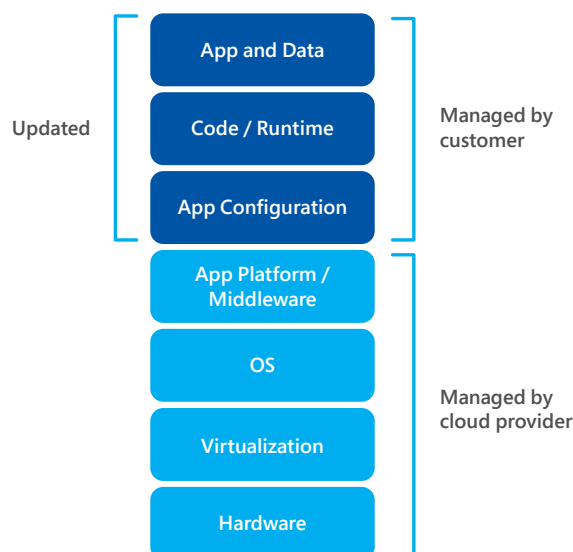 App and Data
Updated
Code / Runtime
Managed by
customer
App Configuration
App Platform /
Middleware
OS
Managed by
cloud provider
Virtualization
Hardware